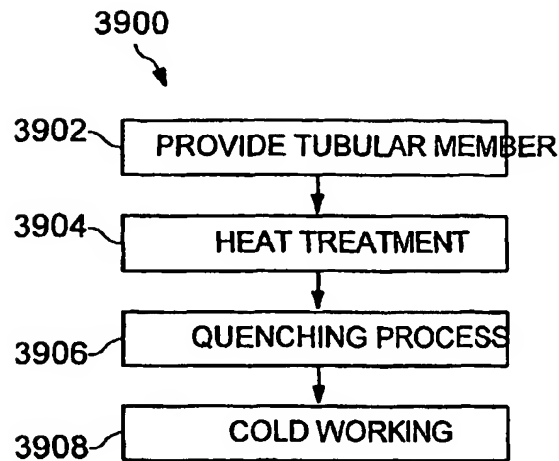 3900
3902 PROVIDE TUBULAR MEMBER
3904 HEAT TREATMENT
3906 QUENCHING PROCESS
3908 COLD WORKING